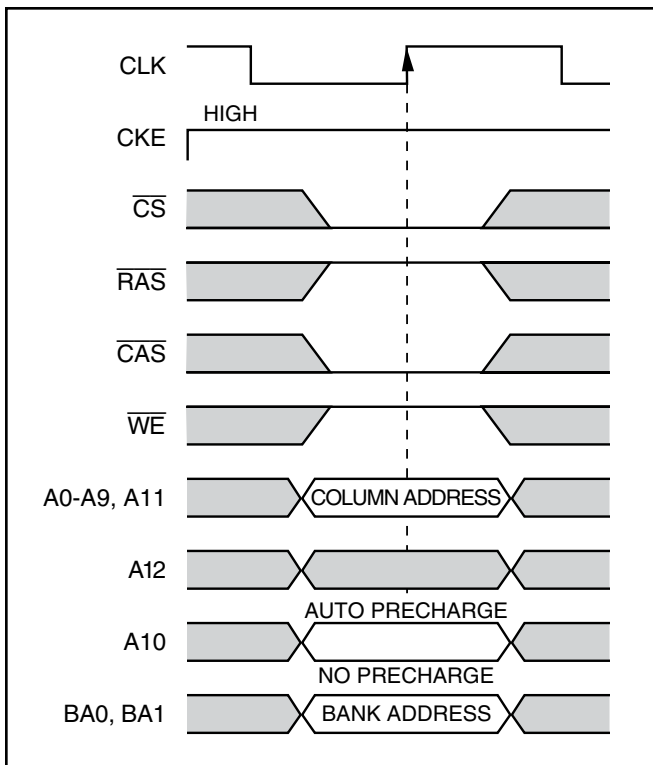 CLK
HIGH
CKE
CS
RAS
CAS
WE
A0-A9, A11 COLUMN ADDRESS
A12
AUTO PRECHARGE
A10
NO PRECHARGE
BA0, BA1 BANK ADDRESS